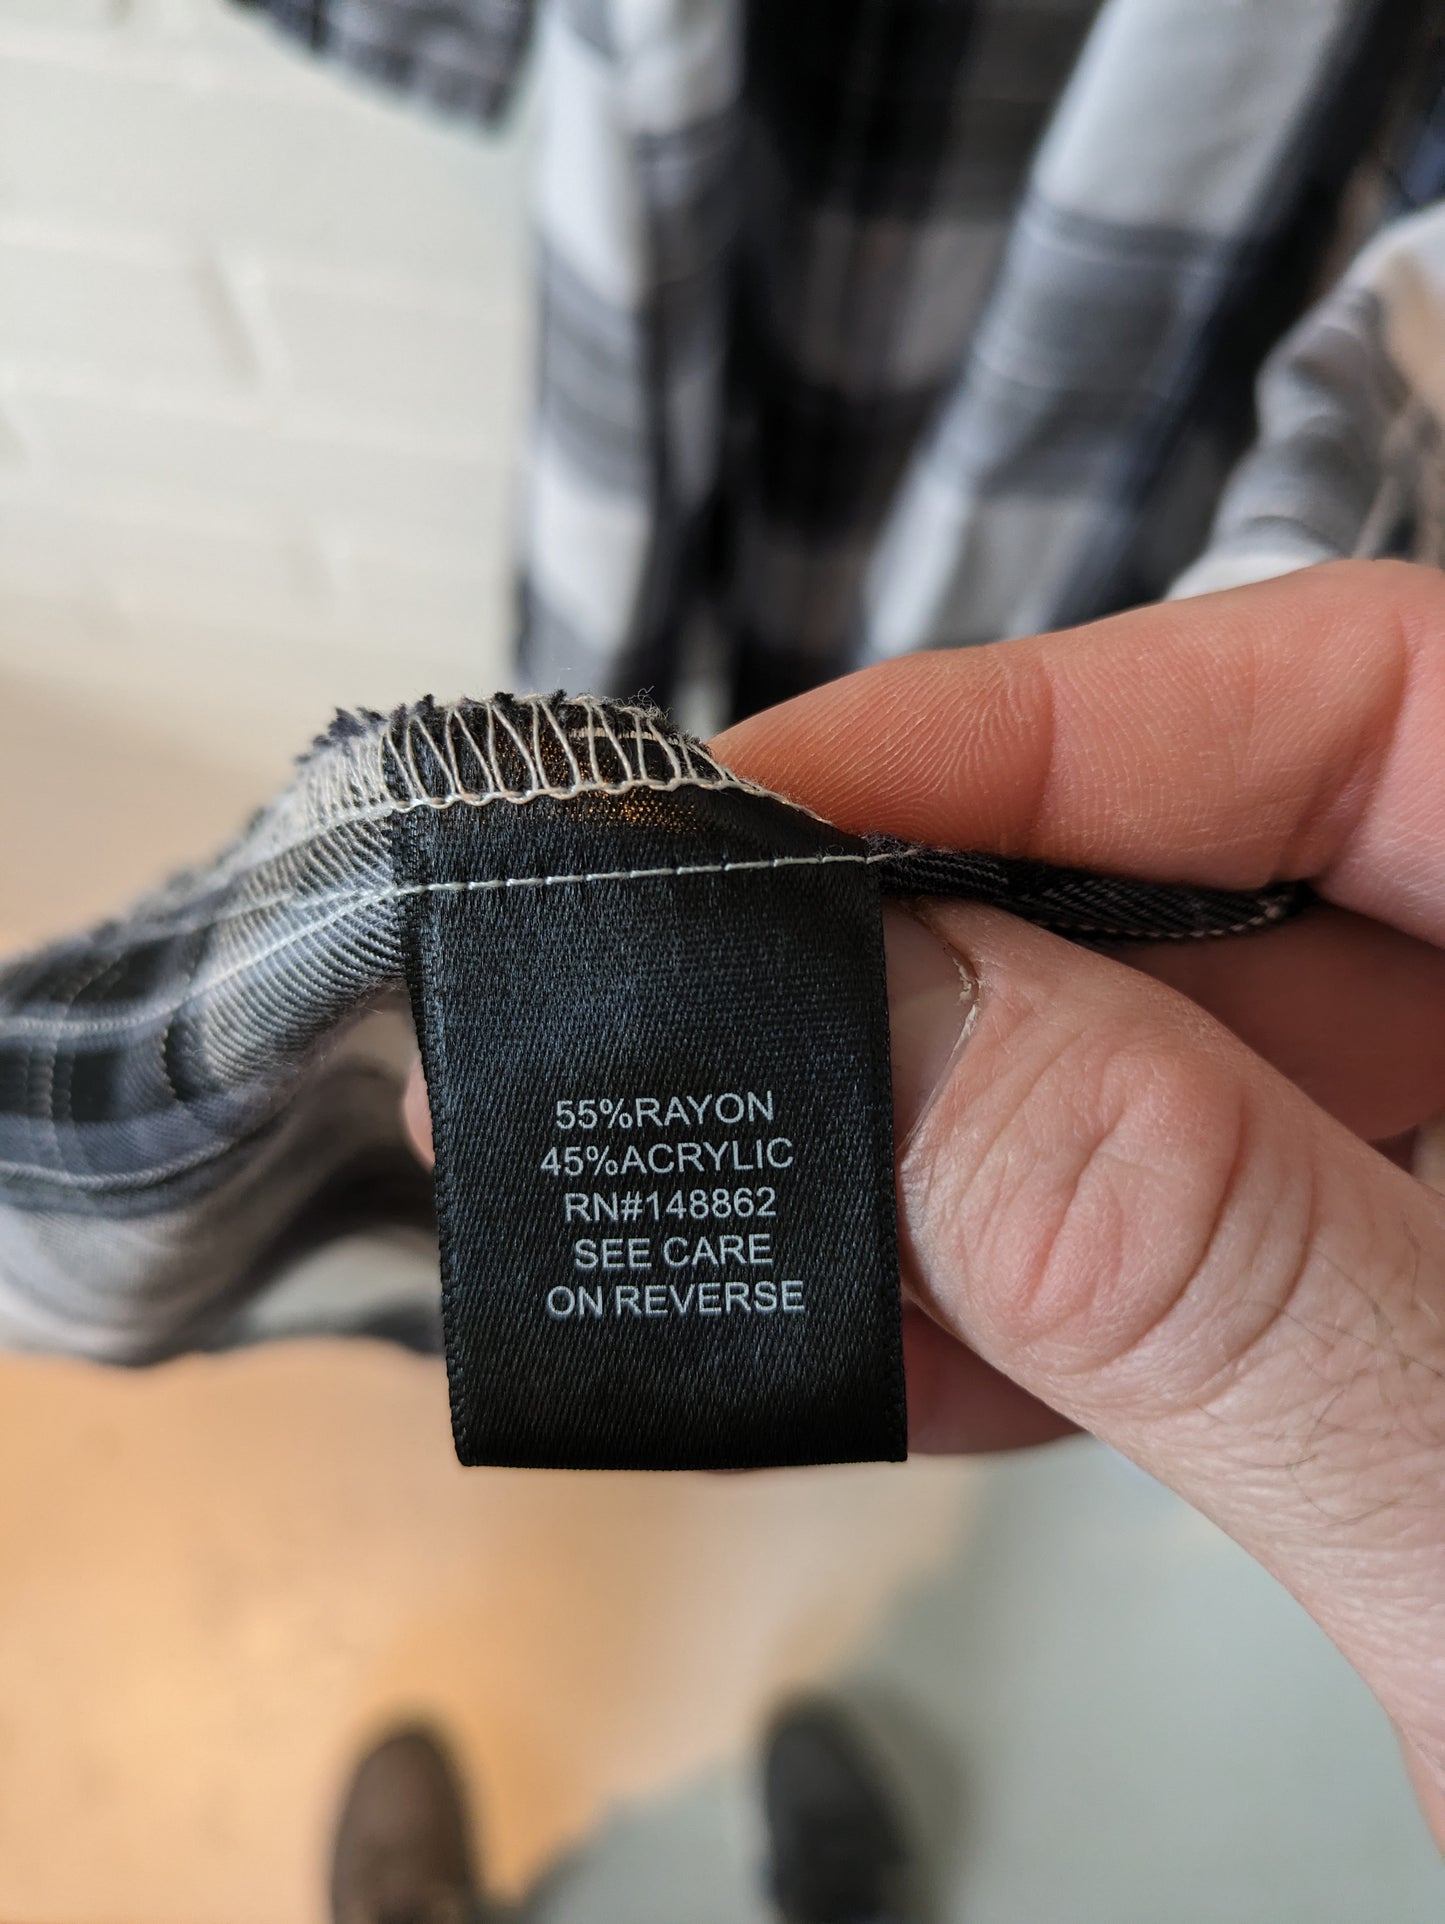 55%RAYON
45%ACRYLIC
RN#148862
SEE CARE
ON REVERSE